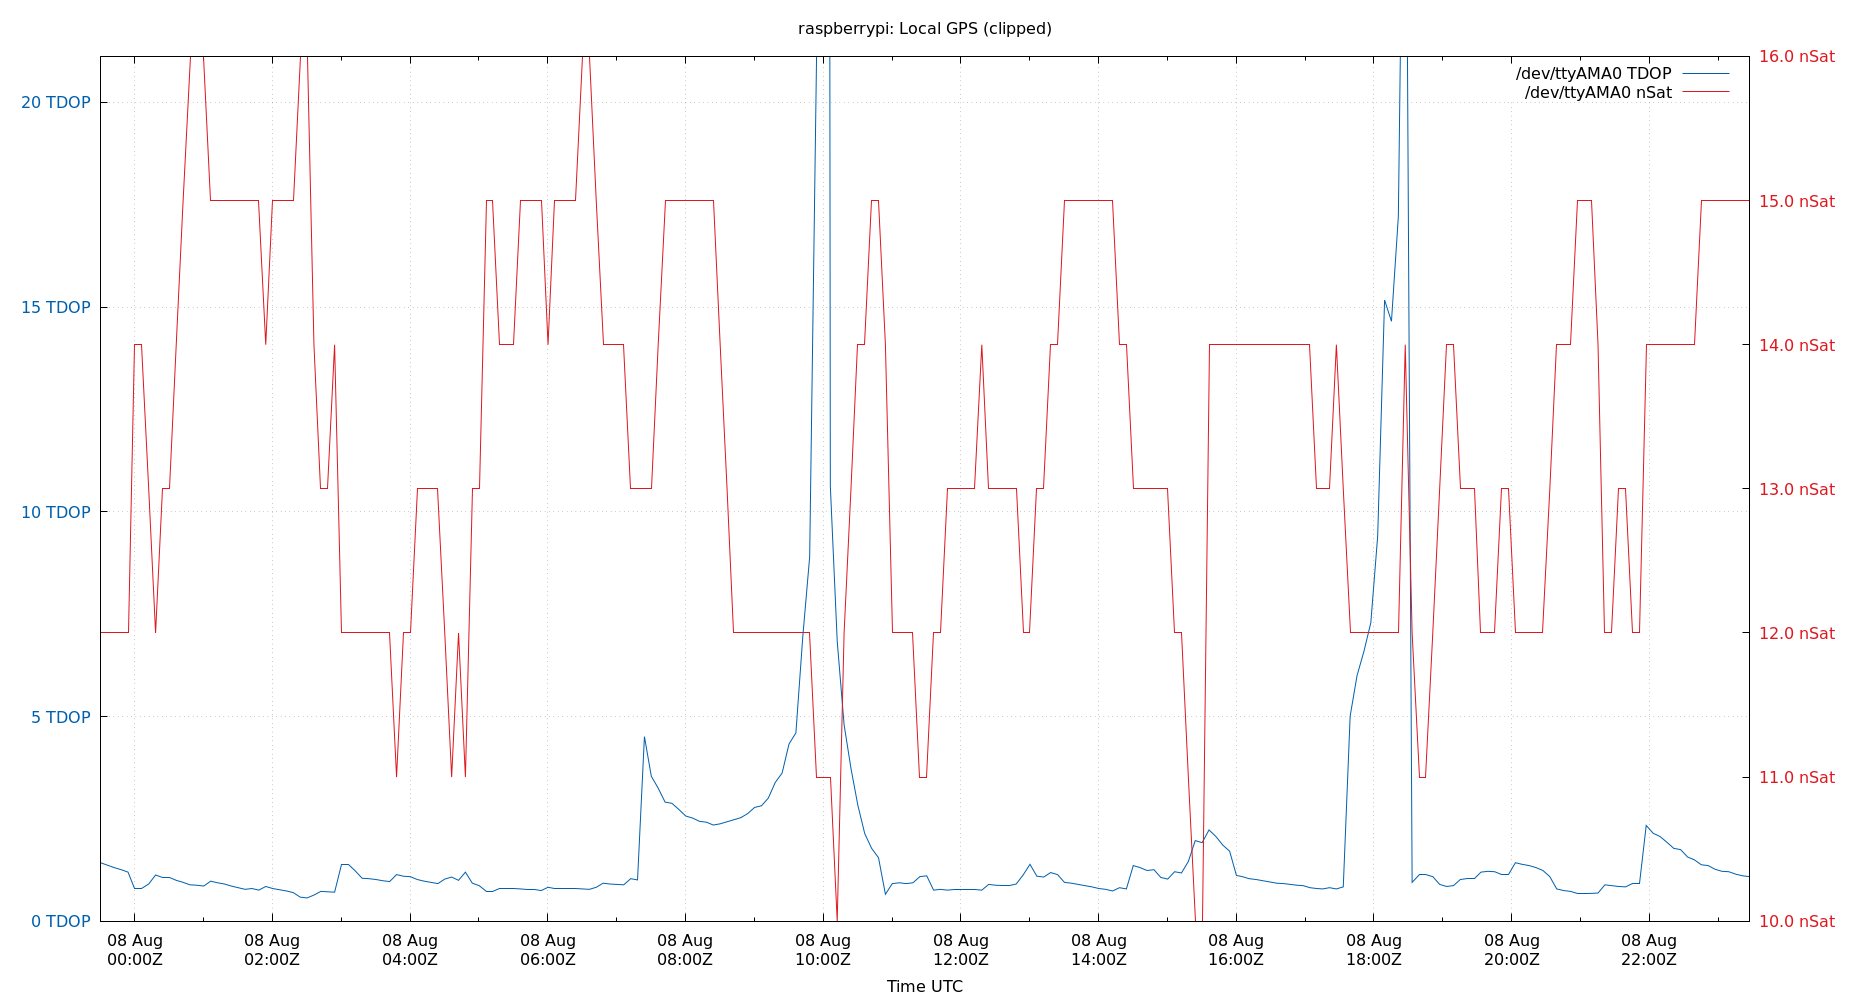 raspberrypi: Local GPS (clipped)
/dev/ttyAMA0 TDOP
/dev/ttyAMA0 nSat
20 TDOP
15 TDOP
10 TDOP
5 TDOP
0 TDOP
16.0 nSat
15.0 nSat
14.0 nSat
13.0 nSat
12.0 nSat
11.0 nSat
10.0 nSat
08 Aug 08 Aug 08 Aug 08 Aug 08 Aug 08 Aug 08 Aug 08 Aug 08 Aug 08 Aug 08 Aug 08 Aug
00:00Z 02:00Z 04:00Z 06:00Z 08:00Z 10:00Z 12:00Z 14:00Z 16:00Z 18:00Z 20:00Z 22:00Z
Time UTC